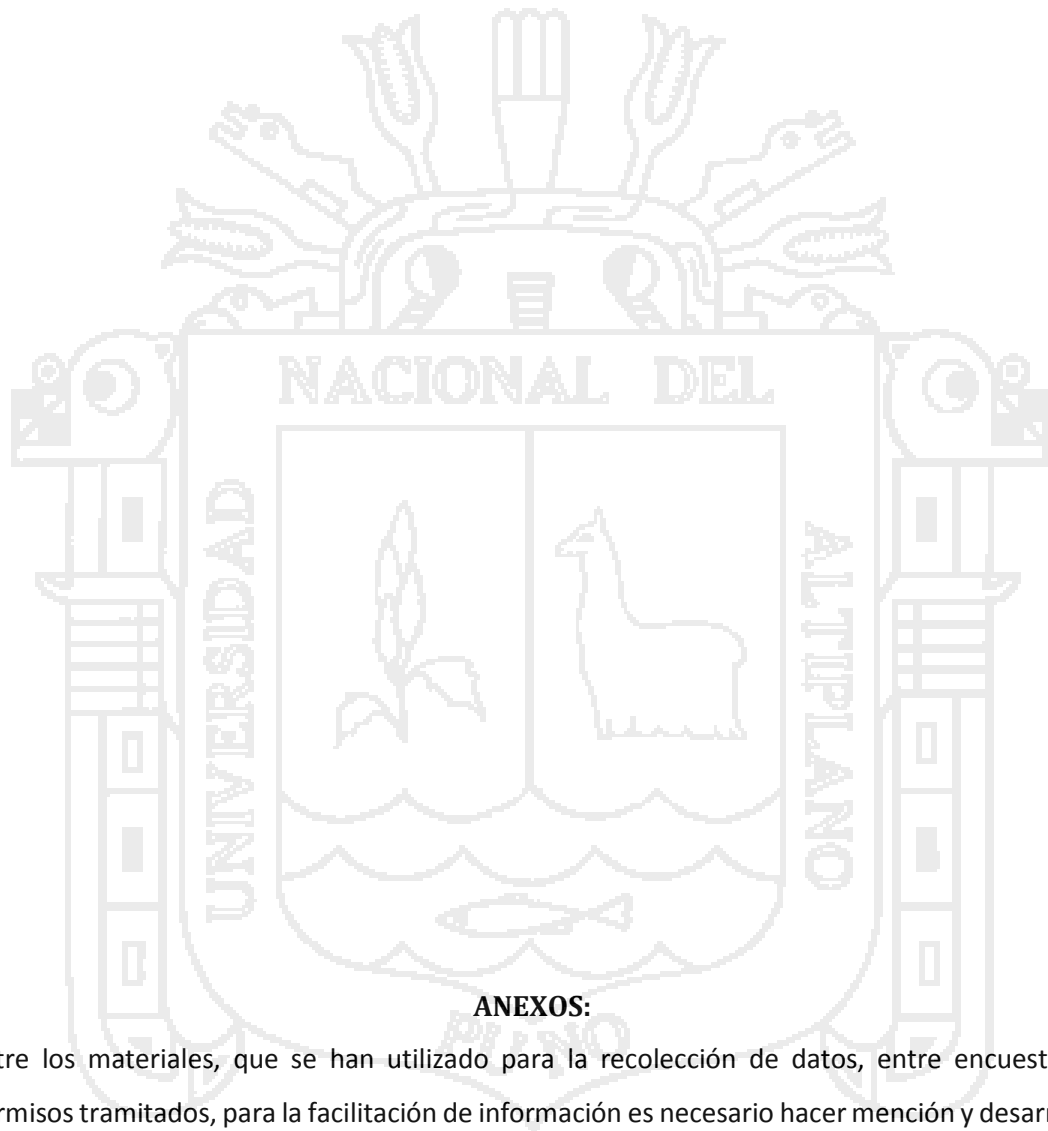 NACIONAL DEL
UNIVERSIDAD
ALTIPLANO
ANEXOS:
PUNO
tre los materiales, que se han utilizado para la recolección de datos, entre encuest
rmisos tramitados, para la facilitación de información es necesario hacer mención y desarr